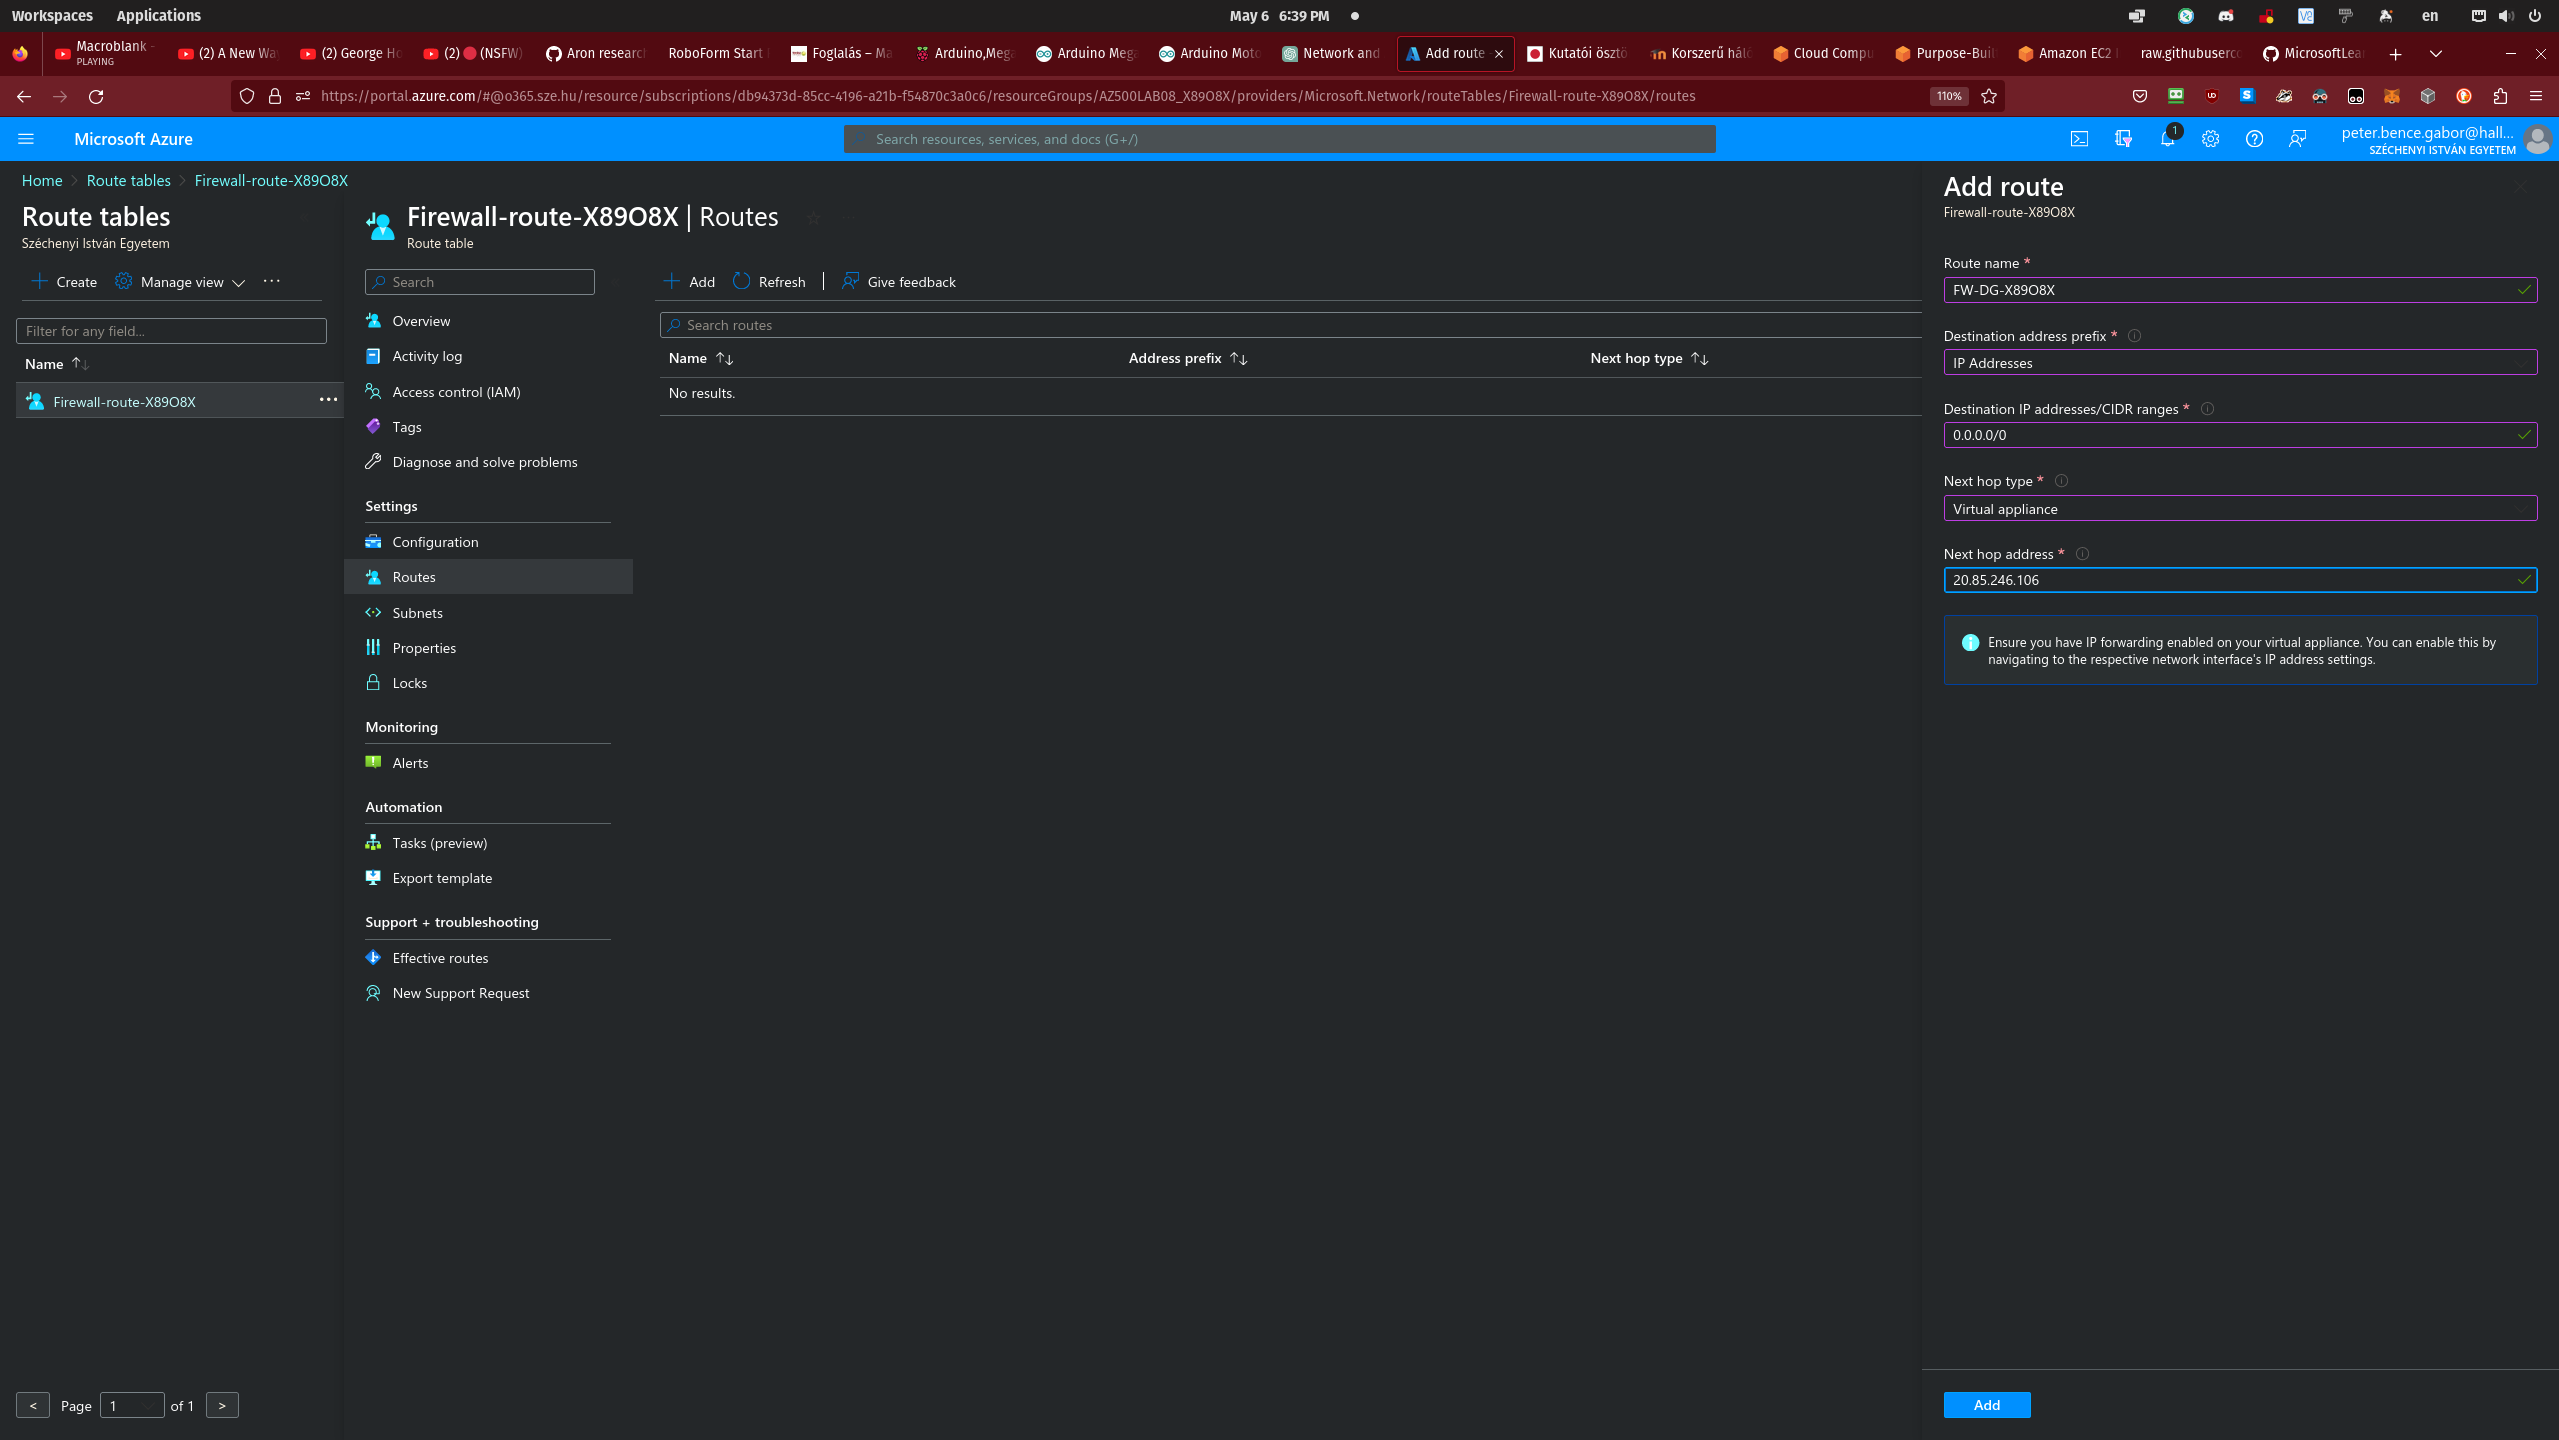 Workspaces Applications May 6 6:39 PM en
Macroblank -
PLAYING
(2) A New Wa
(2) George Ho
(2) (NSFW)
Aron research
RoboForm Start
Foglalás – Ma
Arduino,Mega
Arduino Mega
Arduino Moto
Network and
Add route
Kutatói ösztö
Korszerű háló
Cloud Compu
Purpose-Buil
Amazon EC2
raw.githubuserco
MicrosoftLear
https://portal.azure.com/#@o365.sze.hu/resource/subscriptions/db94373d-85cc-4196-a21b-f54870c3a0c6/resourceGroups/AZ500LAB08_X89O8X/providers/Microsoft.Network/routeTables/Firewall-route-X89O8X/routes
110%
Microsoft Azure
Search resources, services, and docs (G+/)
1
peter.bence.gabor@hall...
SZÉCHENYI ISTVÁN EGYETEM
Home
Route tables
Firewall-route-X89O8X
Route tables
Széchenyi István Egyetem
Create
Manage view
Filter for any field...
Name
Firewall-route-X89O8X
Page 1 of 1
Firewall-route-X89O8X | Routes
Route table
Search
Overview
Activity log
Access control (IAM)
Tags
Diagnose and solve problems
Settings
Configuration
Routes
Subnets
Properties
Locks
Monitoring
Alerts
Automation
Tasks (preview)
Export template
Support + troubleshooting
Effective routes
New Support Request
Add
Refresh
Give feedback
Search routes
Name
Address prefix
Next hop type
No results.
Add route
Firewall-route-X89O8X
Route name *
FW-DG-X89O8X
Destination address prefix *
IP Addresses
Destination IP addresses/CIDR ranges *
0.0.0.0/0
Next hop type *
Virtual appliance
Next hop address *
20.85.246.106
Ensure you have IP forwarding enabled on your virtual appliance. You can enable this by
navigating to the respective network interface's IP address settings.
Add